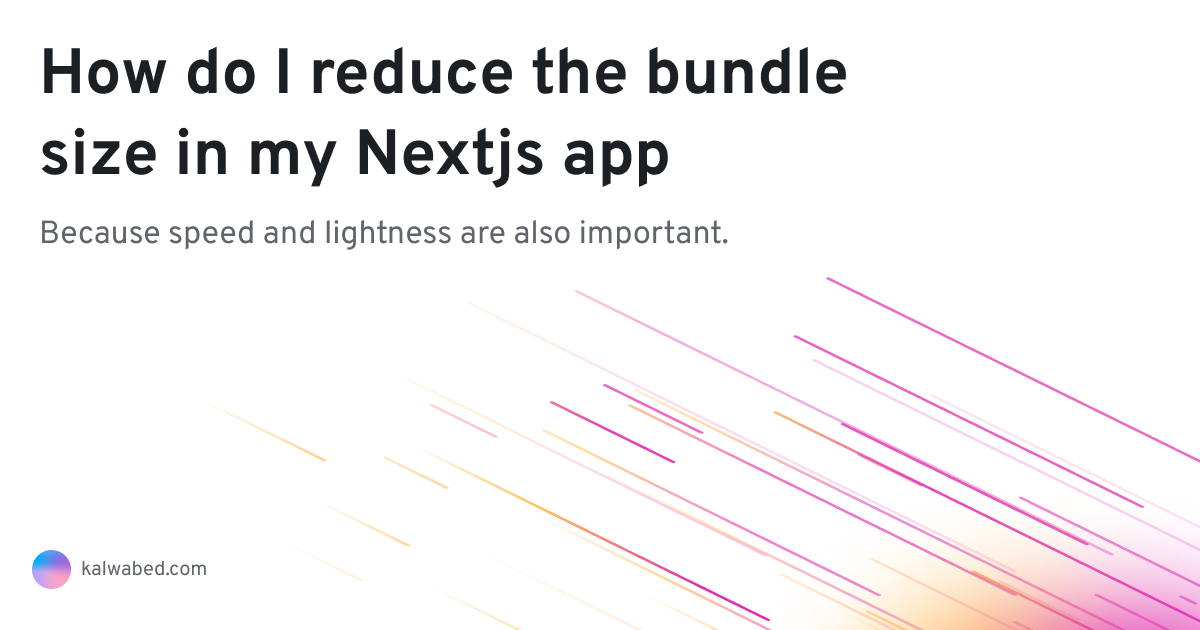 How do I reduce the bundle
size in my Nextjs app
Because speed and lightness are also important.
kalwabed.com